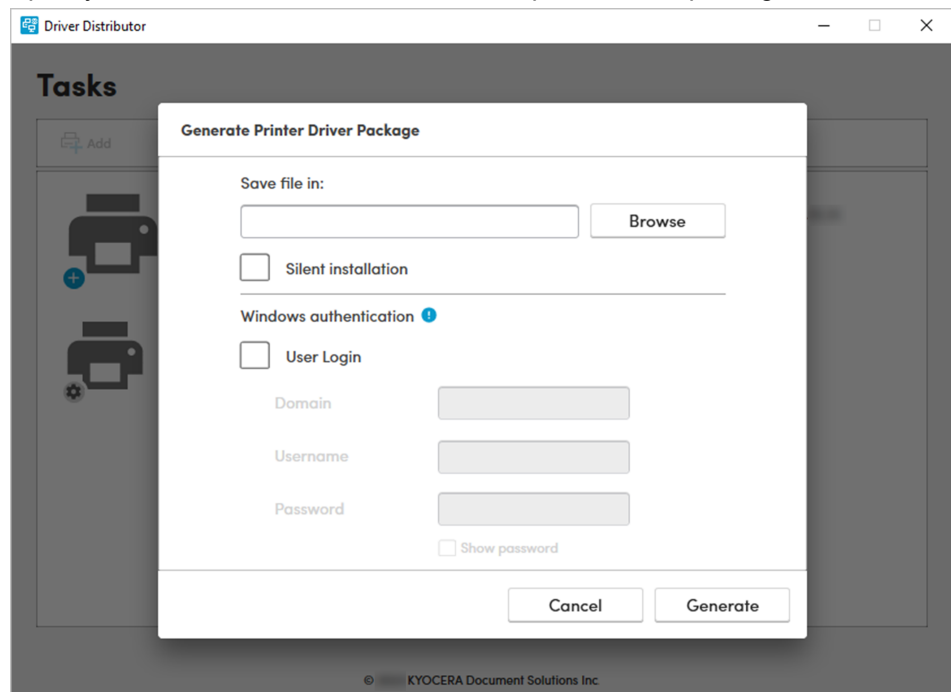 Driver Distributor
Tasks
Add
Generate Printer Driver Package
Save file in:
Browse
Silent installation
Windows authentication
User Login
Domain
Username
Password
Show password
Cancel
Generate
© KYOCERA Document Solutions Inc.